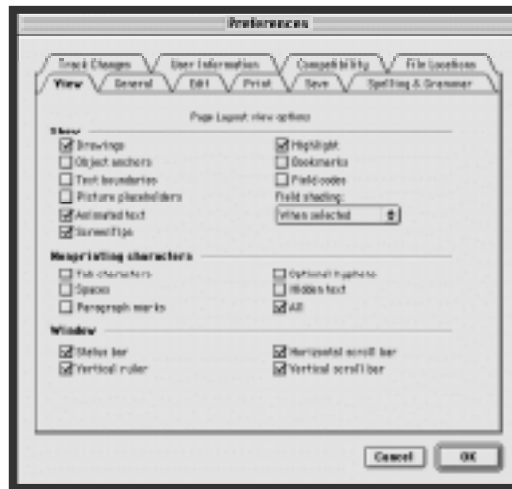 Preferences
Track Changes User Information Compatibility File Locations
View General Edit Print Save Spelling & Grammar
Page Layout view options
Show
Drawings Highlight
Object anchors Bookmarks
Text boundaries Field codes
Picture placeholders Field shading:
Animated text When selected
ScreenTips
Nonprinting characters
Tab characters Optional hyphens
Spaces Hidden text
Paragraph marks All
Window
Status bar Horizontal scroll bar
Vertical ruler Vertical scroll bar
Cancel OK